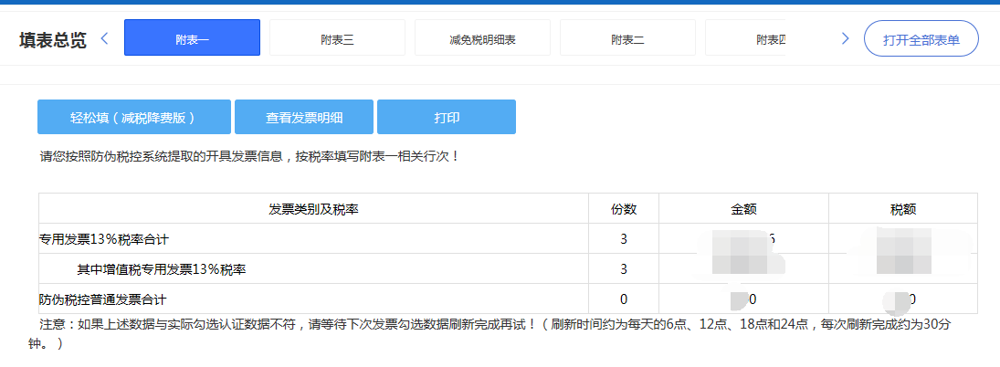 填表总览
附表一
附表三
减免税明细表
附表二
附表四
打开全部表单
轻松填（减税降费版）
查看发票明细
打印
请您按照防伪税控系统提取的开具发票信息，按税率填写附表一相关行次！
发票类别及税率 份数 金额 税额
专用发票13%税率合计 3
其中增值税专用发票13%税率 3
防伪税控普通发票合计 0 0 0
注意：如果上述数据与实际勾选认证数据不符，请等待下次发票勾选数据刷新完成再试！（刷新时间约为每天的6点、12点、18点和24点，每次刷新完成约为30分
钟。）